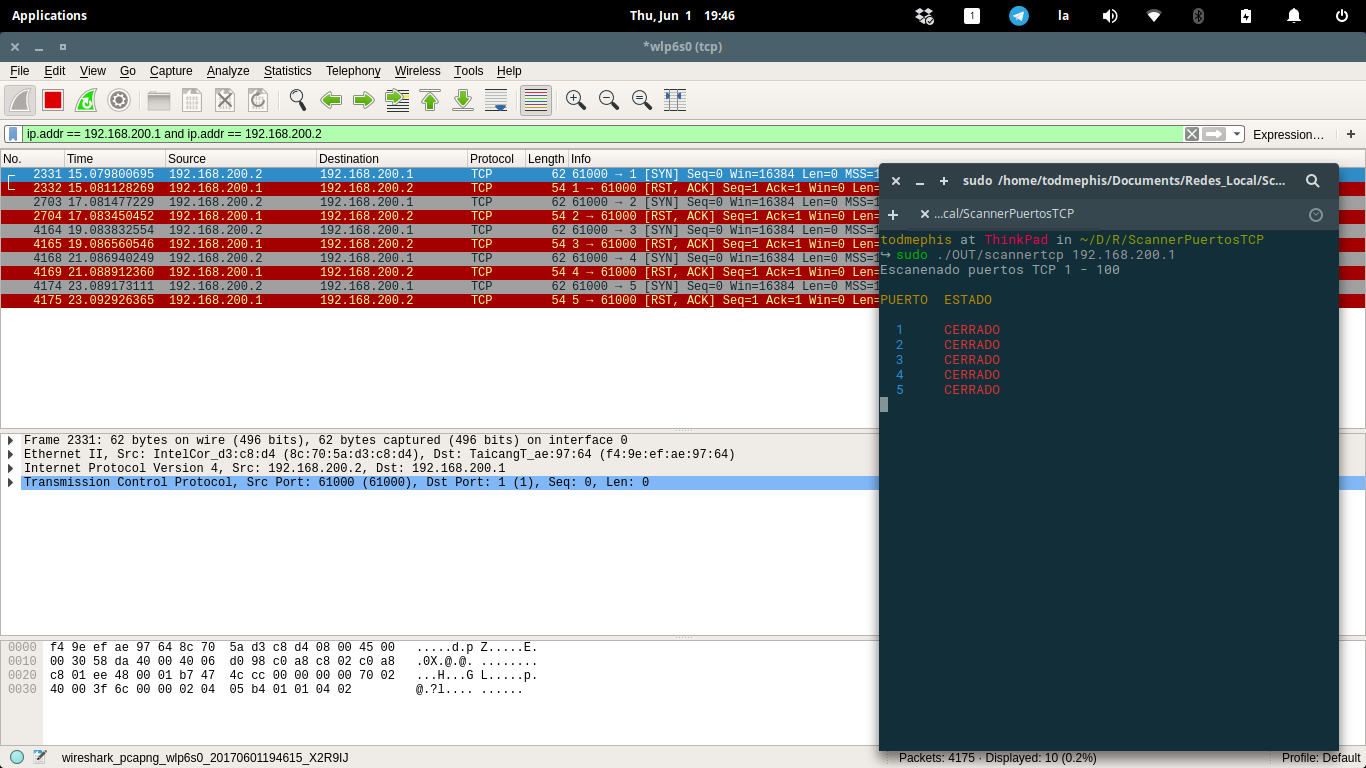 Applications
Thu, Jun 1 19:46
1
la
*wlp6s0 (tcp)
File Edit View Go Capture Analyze Statistics Telephony Wireless Tools Help
ip.addr == 192.168.200.1 and ip.addr == 192.168.200.2
Expression…
+
No. Time Source Destination Protocol Length Info
2331 15.079800695 192.168.200.2 192.168.200.1 TCP 62 61000 → 1 [SYN] Seq=0 Win=16384 Len=0 MSS=1
2332 15.081128269 192.168.200.1 192.168.200.2 TCP 54 1 → 61000 [RST, ACK] Seq=1 Ack=1 Win=0 Len=
2703 17.081477229 192.168.200.2 192.168.200.1 TCP 62 61000 → 2 [SYN] Seq=0 Win=16384 Len=0 MSS=1
2704 17.083450452 192.168.200.1 192.168.200.2 TCP 54 2 → 61000 [RST, ACK] Seq=1 Ack=1 Win=0 Len=
4164 19.083832554 192.168.200.2 192.168.200.1 TCP 62 61000 → 3 [SYN] Seq=0 Win=16384 Len=0 MSS=1
4165 19.086560546 192.168.200.1 192.168.200.2 TCP 54 3 → 61000 [RST, ACK] Seq=1 Ack=1 Win=0 Len=
4168 21.086940249 192.168.200.2 192.168.200.1 TCP 62 61000 → 4 [SYN] Seq=0 Win=16384 Len=0 MSS=1
4169 21.088912360 192.168.200.1 192.168.200.2 TCP 54 4 → 61000 [RST, ACK] Seq=1 Ack=1 Win=0 Len=
4174 23.089173111 192.168.200.2 192.168.200.1 TCP 62 61000 → 5 [SYN] Seq=0 Win=16384 Len=0 MSS=1
4175 23.092926365 192.168.200.1 192.168.200.2 TCP 54 5 → 61000 [RST, ACK] Seq=1 Ack=1 Win=0 Len=
sudo /home/todmephis/Documents/Redes_Local/Sc...
...cal/ScannerPuertosTCP
todmephis at ThinkPad in ~/D/R/ScannerPuertosTCP
↪ sudo ./OUT/scannertcp 192.168.200.1
Escanenado puertos TCP 1 - 100
PUERTO ESTADO
1 CERRADO
2 CERRADO
3 CERRADO
4 CERRADO
5 CERRADO
Frame 2331: 62 bytes on wire (496 bits), 62 bytes captured (496 bits) on interface 0
Ethernet II, Src: IntelCor_d3:c8:d4 (8c:70:5a:d3:c8:d4), Dst: TaicangT_ae:97:64 (f4:9e:ef:ae:97:64)
Internet Protocol Version 4, Src: 192.168.200.2, Dst: 192.168.200.1
Transmission Control Protocol, Src Port: 61000 (61000), Dst Port: 1 (1), Seq: 0, Len: 0
0000 f4 9e ef ae 97 64 8c 70 5a d3 c8 d4 08 00 45 00 .....d.p Z.....E.
0010 00 30 58 da 40 00 40 06 d0 98 c0 a8 c8 02 c0 a8 .0X.@.@. ........
0020 c8 01 ee 48 00 01 b7 47 4c cc 00 00 00 00 70 02 ...H...G L.....p.
0030 40 00 3f 6c 00 00 02 04 05 b4 01 01 04 02 @.?l.... ......
wireshark_pcapng_wlp6s0_20170601194615_X2R9IJ
Packets: 4175 · Displayed: 10 (0.2%)
Profile: Default